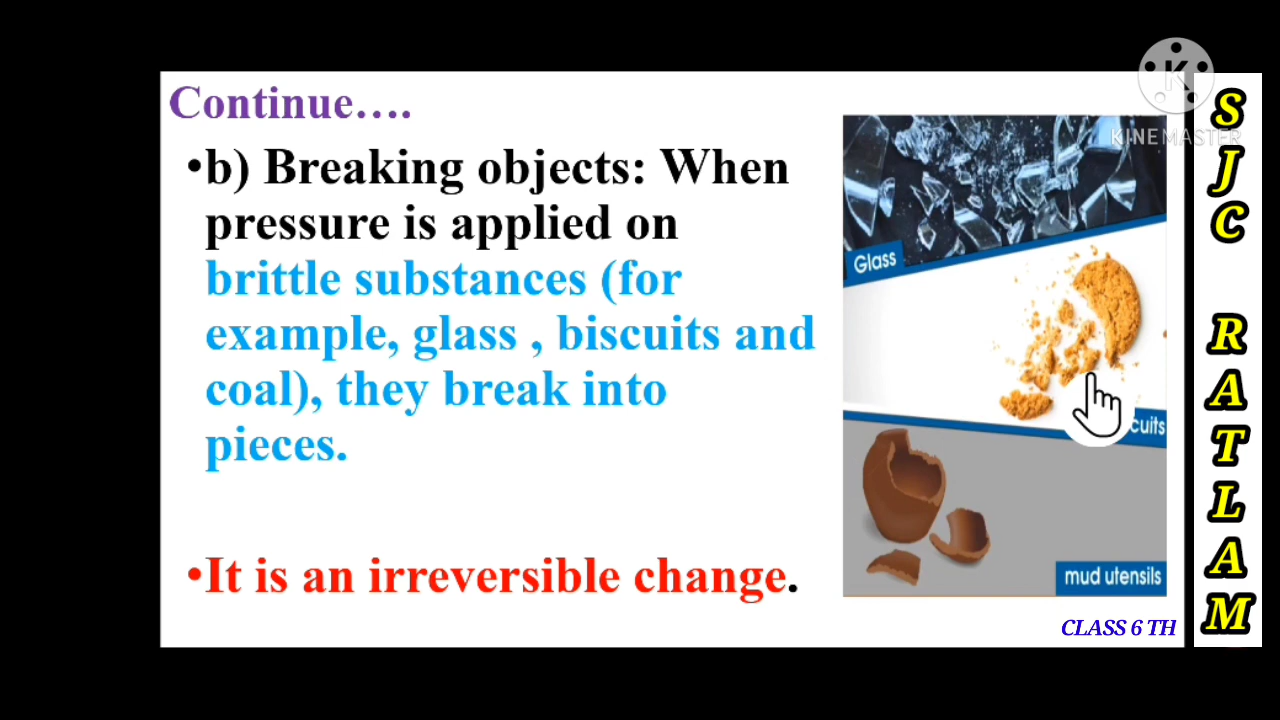 Continue....
•b) Breaking objects: When
pressure is applied on
brittle substances (for
example, glass , biscuits and
coal), they break into
pieces.
•It is an irreversible change.
Glass
cuits
mud utensils
CLASS 6 TH
K
KINEMASTER
SJC RATLAM